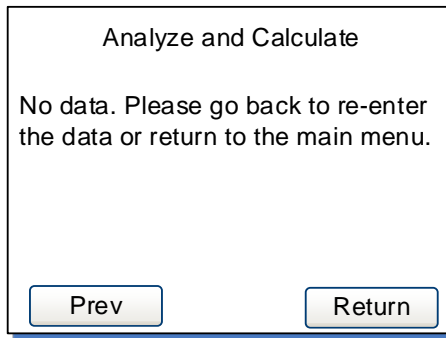 Analyze and Calculate
No data. Please go back to re-enter
the data or return to the main menu.
Prev
Return